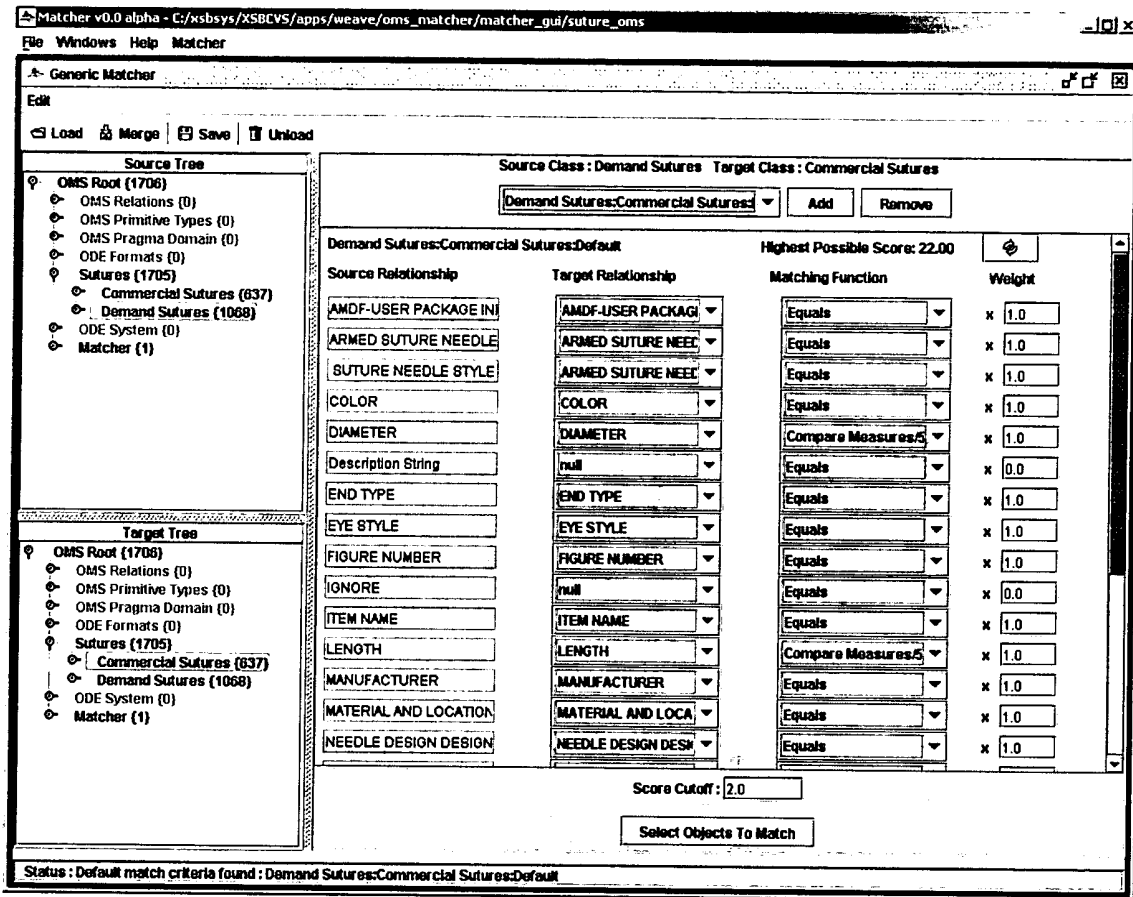 Matcher v0.0 alpha - C:/xsbsys/XSBCVS/apps/weave/oms_matcher/matcher_gui/suture_oms
File Windows Help Matcher
Generic Matcher
Edit
Load Merge Save Unload
Source Tree
OMS Root {1706}
OMS Relations {0}
OMS Primitive Types {0}
OMS Pragma Domain {0}
ODE Formats {0}
Sutures {1705}
Commercial Sutures {637}
Demand Sutures {1068}
ODE System {0}
Matcher {1}
Target Tree
OMS Root {1706}
OMS Relations {0}
OMS Primitive Types {0}
OMS Pragma Domain {0}
ODE Formats {0}
Sutures {1705}
Commercial Sutures {637}
Demand Sutures {1068}
ODE System {0}
Matcher {1}
Source Class : Demand Sutures Target Class : Commercial Sutures
Demand Sutures:Commercial Sutures: Add Remove
Demand Sutures:Commercial Sutures:Default Highest Possible Score: 22.00
Source Relationship Target Relationship Matching Function Weight
AMDF-USER PACKAGE INI AMDF-USER PACKAGI Equals x 1.0
ARMED SUTURE NEEDLE ARMED SUTURE NEED Equals x 1.0
SUTURE NEEDLE STYLE ARMED SUTURE NEED Equals x 1.0
COLOR COLOR Equals x 1.0
DIAMETER DIAMETER Compare Measures/5 x 1.0
Description String null Equals x 0.0
END TYPE END TYPE Equals x 1.0
EYE STYLE EYE STYLE Equals x 1.0
FIGURE NUMBER FIGURE NUMBER Equals x 1.0
IGNORE null Equals x 0.0
ITEM NAME ITEM NAME Equals x 1.0
LENGTH LENGTH Compare Measures/5 x 1.0
MANUFACTURER MANUFACTURER Equals x 1.0
MATERIAL AND LOCATION MATERIAL AND LOCA Equals x 1.0
NEEDLE DESIGN DESIGN NEEDLE DESIGN DESI Equals x 1.0
Score Cutoff : 2.0
Select Objects To Match
Status : Default match criteria found : Demand Sutures:Commercial Sutures:Default